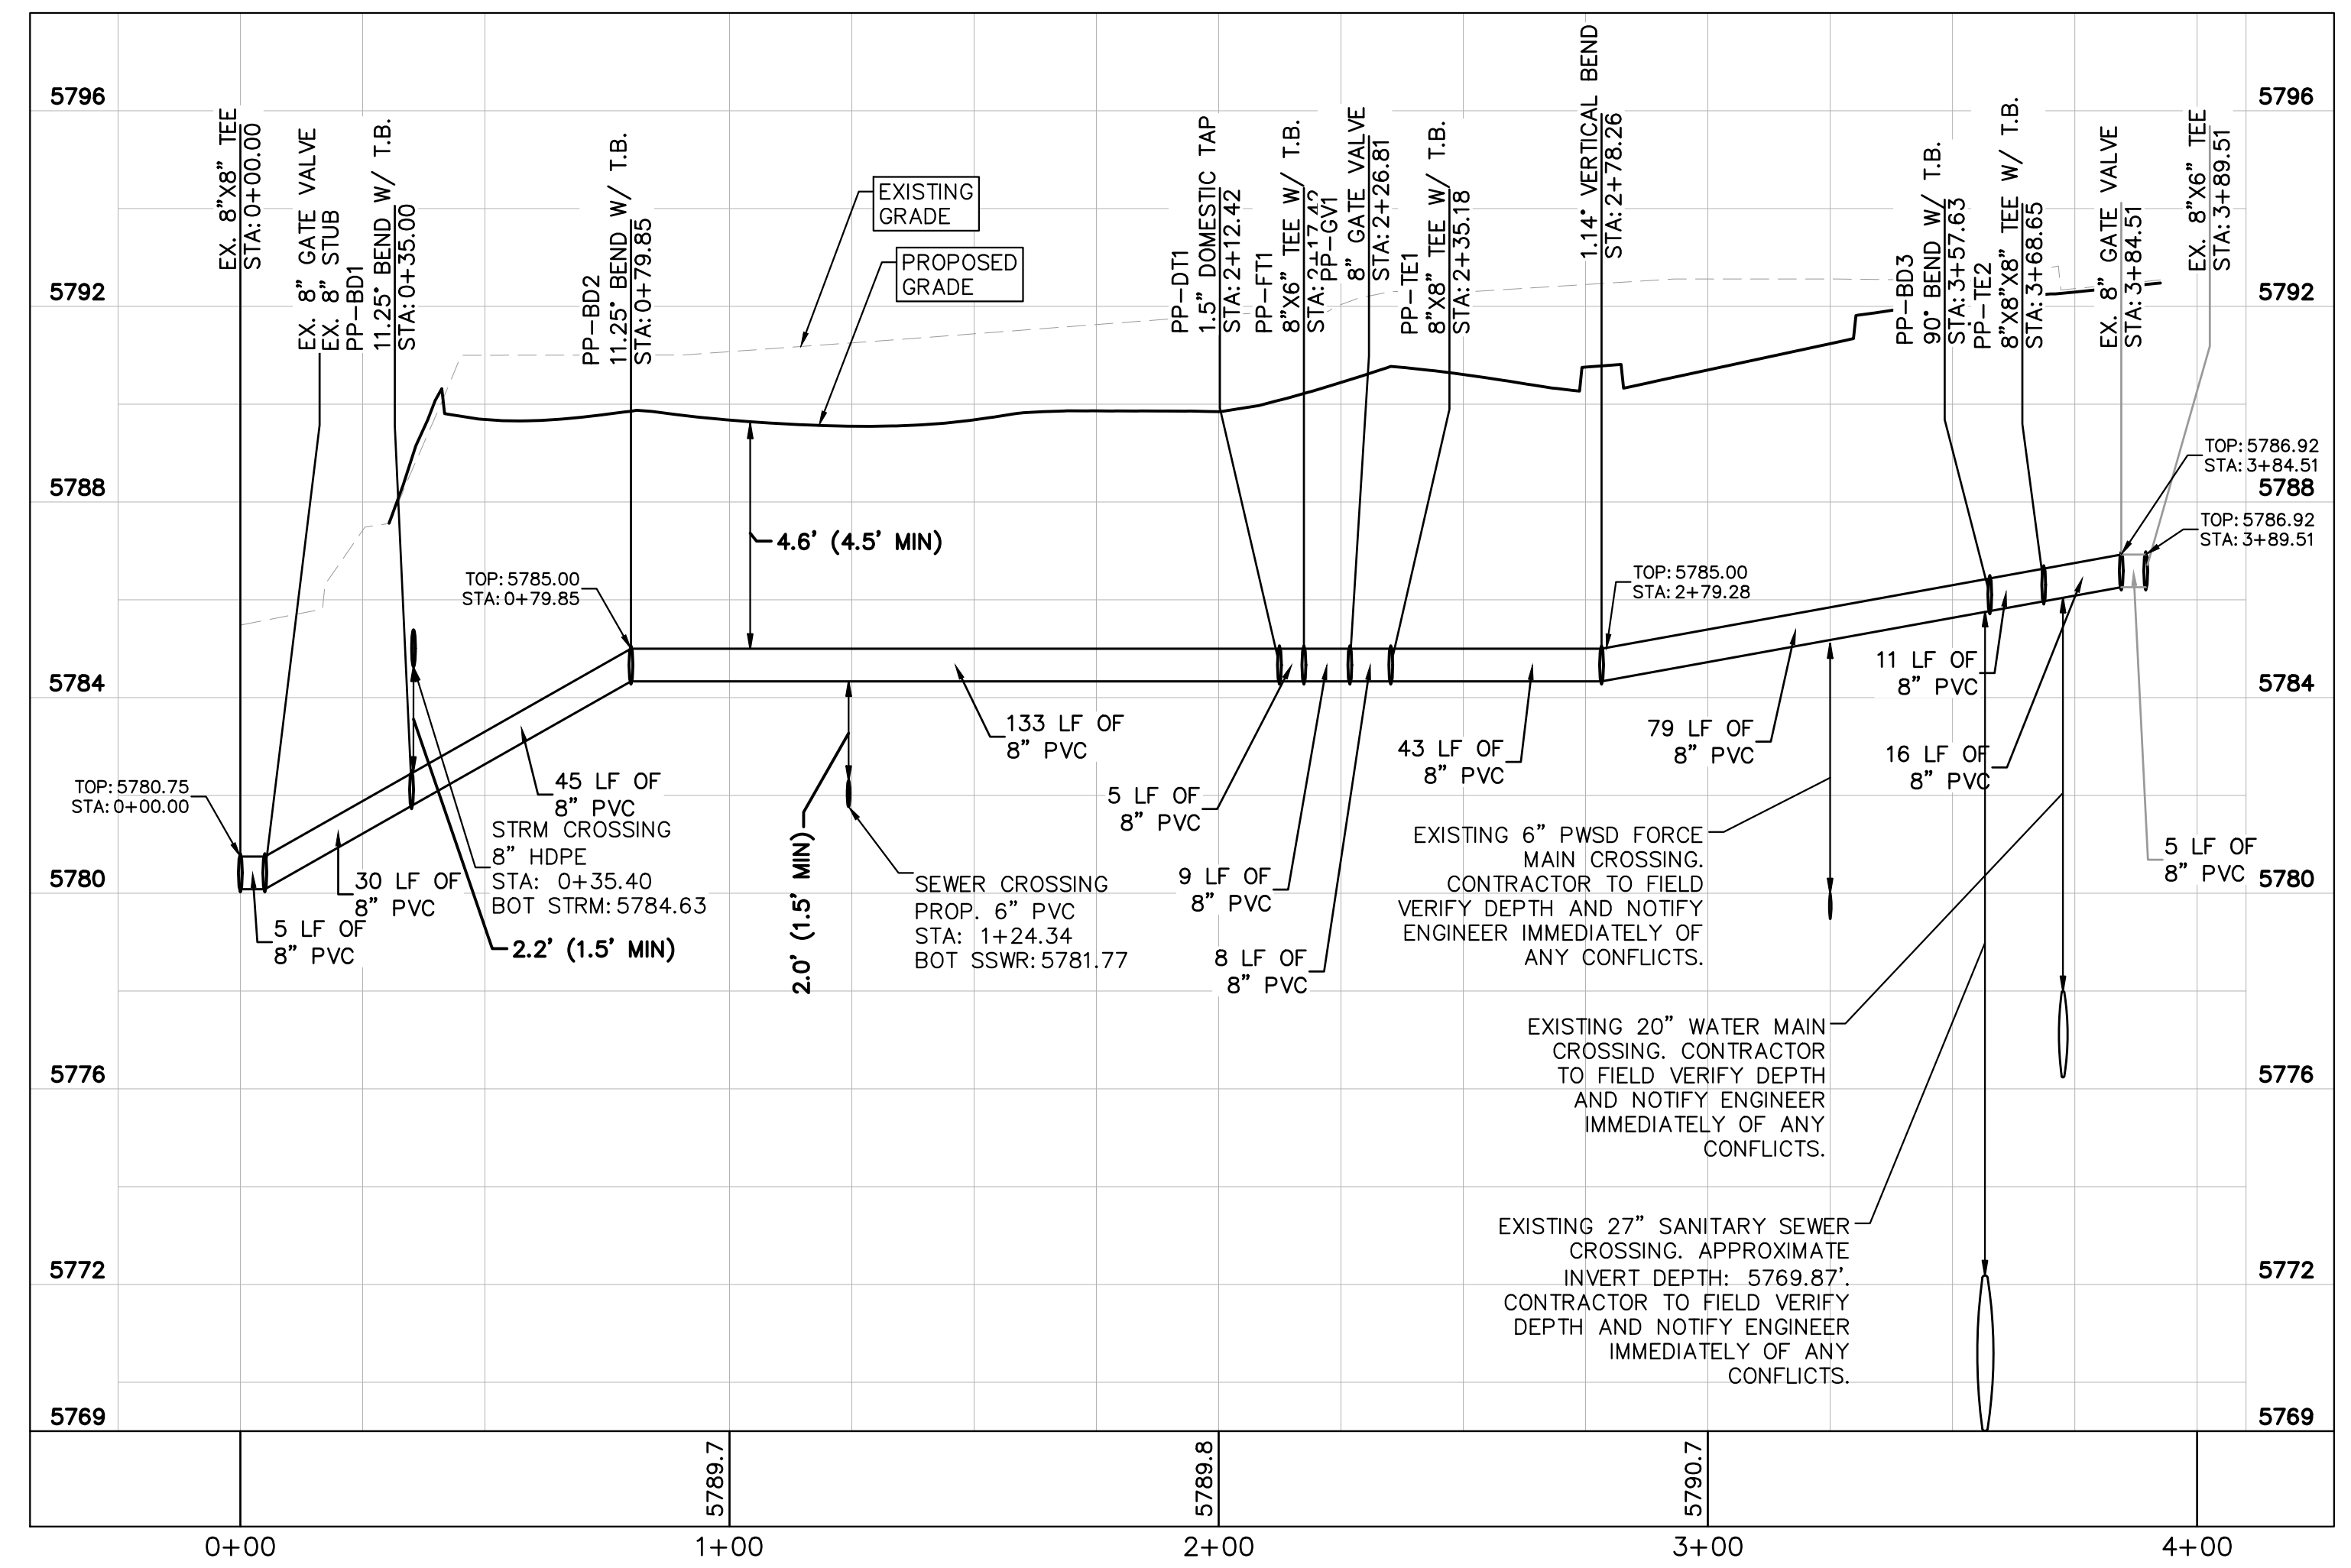 5796
5792
5788
5784
5780
5776
5772
5769
EX. 8"X8" TEE
STA: 0+00.00
EX. 8" GATE VALVE
EX. 8" STUB
PP-BD1
11.25° BEND W/ T.B.
STA: 0+35.00
PP-BD2
11.25° BEND W/ T.B.
STA: 0+79.85
EXISTING
GRADE
PROPOSED
GRADE
PP-DT1
1.5" DOMESTIC TAP
STA: 2+12.42
PP-FT1
8"X6" TEE W/ T.B.
STA: 2+17.42
PP-GV1
8" GATE VALVE
STA: 2+26.81
PP-TE1
8"X8" TEE W/ T.B.
STA: 2+35.18
1.14° VERTICAL BEND
STA: 2+78.26
PP-BD3
90° BEND W/ T.B.
STA: 3+57.63
PP-TE2
8"X8"X8" TEE W/ T.B.
STA: 3+68.65
EX. 8" GATE VALVE
STA: 3+84.51
EX. 8"X6" TEE
STA: 3+89.51
5796
5792
TOP: 5786.92
STA: 3+84.51
5788
TOP: 5786.92
STA: 3+89.51
5784
5780
5776
5772
5769
4.6' (4.5' MIN)
TOP: 5785.00
STA: 0+79.85
TOP: 5785.00
STA: 2+79.28
TOP: 5780.75
STA: 0+00.00
5 LF OF
8" PVC
30 LF OF
8" PVC
45 LF OF
8" PVC
STRM CROSSING
8" HDPE
STA: 0+35.40
BOT STRM: 5784.63
2.2' (1.5' MIN)
133 LF OF
8" PVC
2.0' (1.5' MIN)
SEWER CROSSING
PROP. 6" PVC
STA: 1+24.34
BOT SSWR: 5781.77
5 LF OF
8" PVC
9 LF OF
8" PVC
8 LF OF
8" PVC
43 LF OF
8" PVC
79 LF OF
8" PVC
11 LF OF
8" PVC
16 LF OF
8" PVC
5 LF OF
8" PVC
EXISTING 6" PWSD FORCE
MAIN CROSSING.
CONTRACTOR TO FIELD
VERIFY DEPTH AND NOTIFY
ENGINEER IMMEDIATELY OF
ANY CONFLICTS.
EXISTING 20" WATER MAIN
CROSSING. CONTRACTOR
TO FIELD VERIFY DEPTH
AND NOTIFY ENGINEER
IMMEDIATELY OF ANY
CONFLICTS.
EXISTING 27" SANITARY SEWER
CROSSING. APPROXIMATE
INVERT DEPTH: 5769.87'.
CONTRACTOR TO FIELD VERIFY
DEPTH AND NOTIFY ENGINEER
IMMEDIATELY OF ANY
CONFLICTS.
5789.7
5789.8
5790.7
0+00
1+00
2+00
3+00
4+00